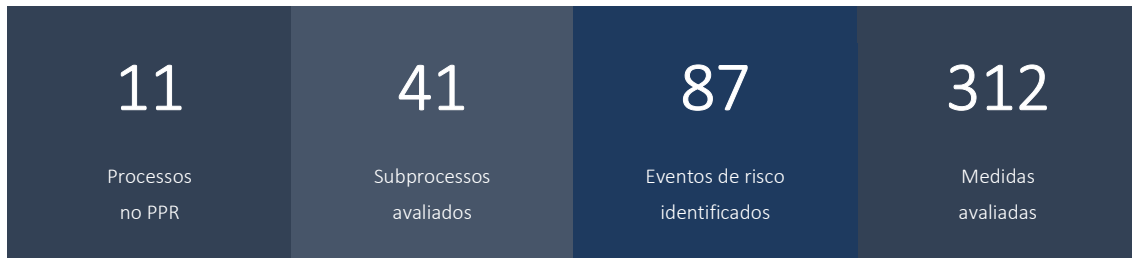 11
Processos
no PPR
41
Subprocessos
avaliados
87
Eventos de risco
identificados
312
Medidas
avaliadas